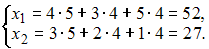 x₁ = 4 · 5 + 3 · 4 + 5 · 4 = 52,
x₂ = 3 · 5 + 2 · 4 + 1 · 4 = 27.